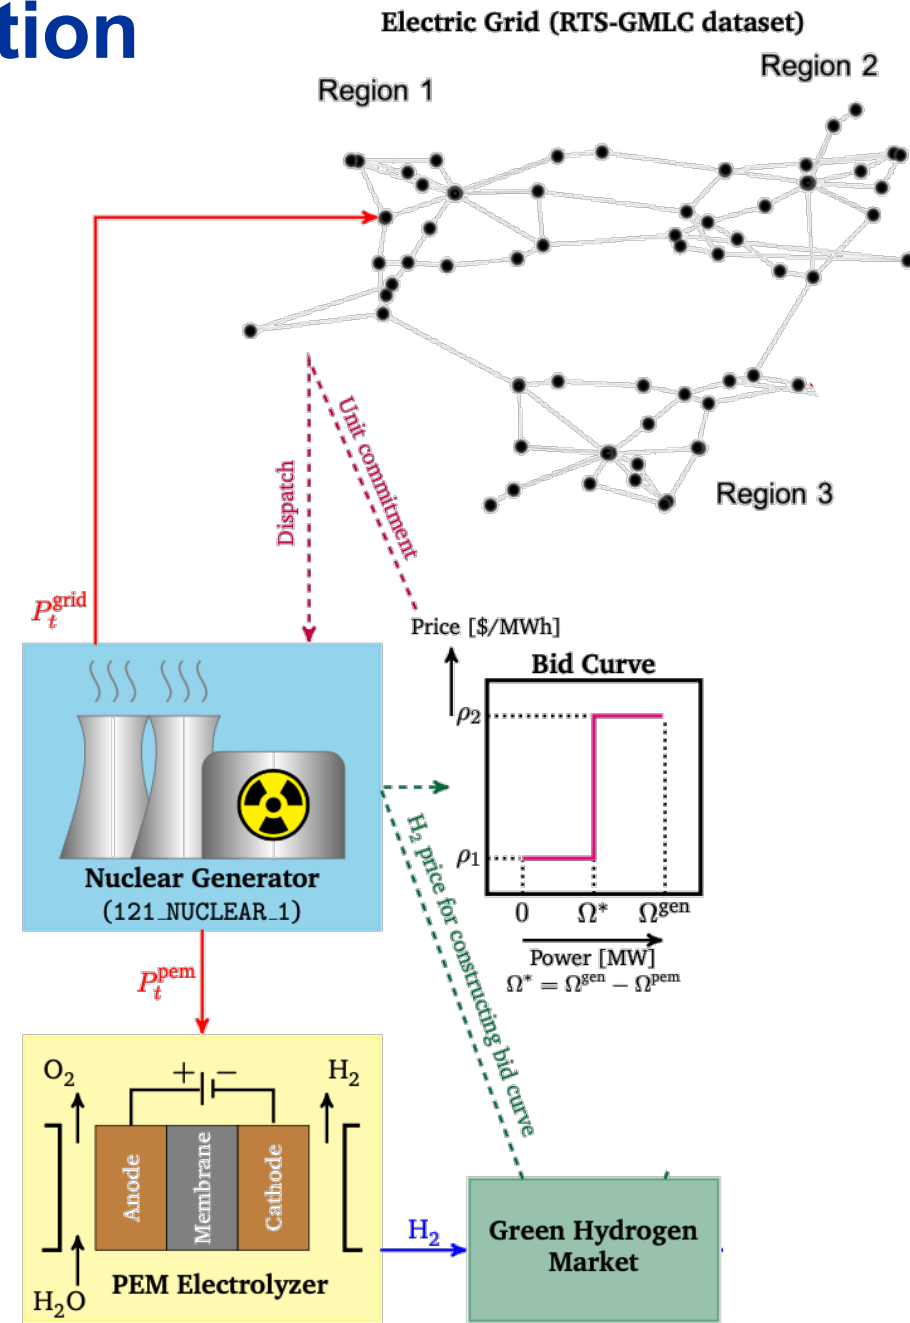 tion
Electric Grid (RTS-GMLC dataset)
Region 1
Region 2
Region 3
Dispatch
Unit commitment
P_t^grid
Price [$/MWh]
Bid Curve
ρ2
ρ1
0 Ω* Ω^gen
Power [MW]
Ω* = Ω^gen − Ω^pem
Nuclear Generator
(121_NUCLEAR_1)
H₂ price for constructing bid curve
P_t^pem
O₂ + − H₂
Anode
Membrane
Cathode
PEM Electrolyzer
H₂O
H₂
Green Hydrogen
Market